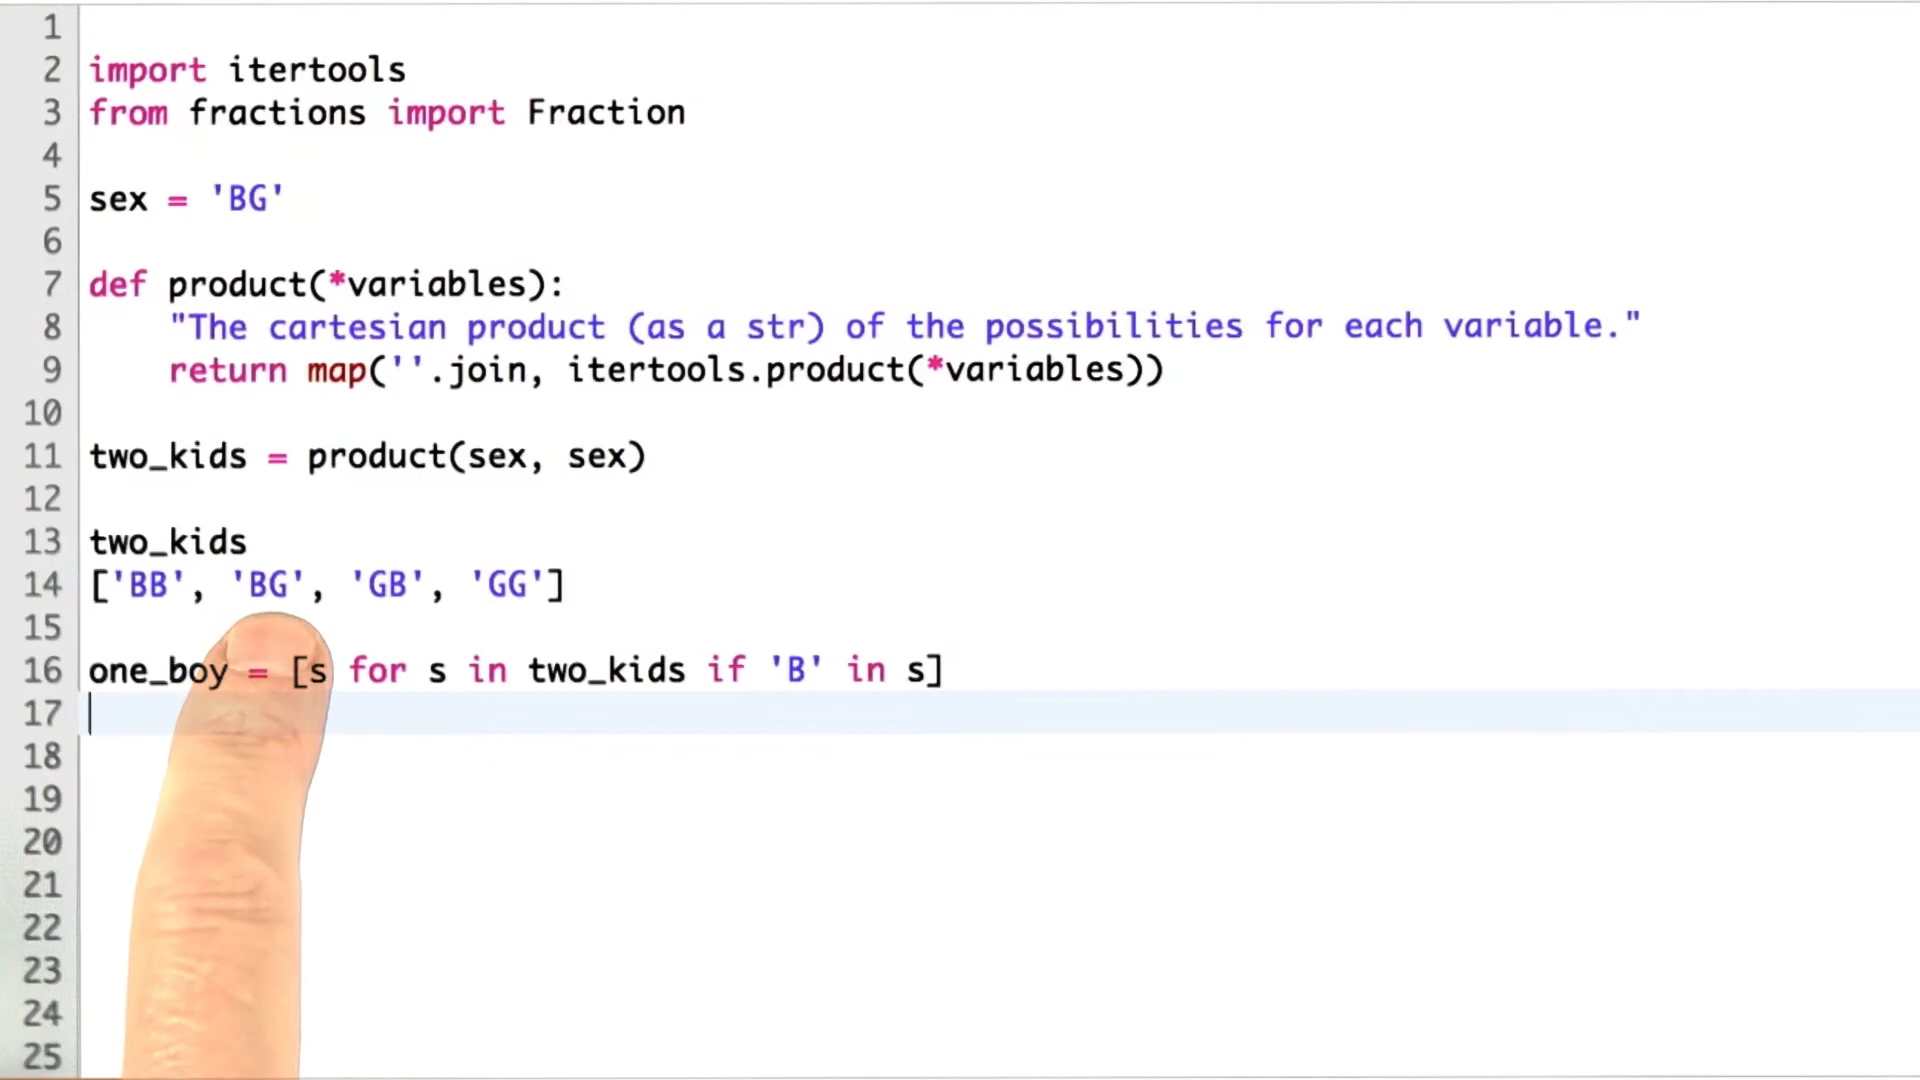 1
2 import itertools
3 from fractions import Fraction
4
5 sex = 'BG'
6
7 def product(*variables):
8     "The cartesian product (as a str) of the possibilities for each variable."
9     return map(''.join, itertools.product(*variables))
10
11 two_kids = product(sex, sex)
12
13 two_kids
14 ['BB', 'BG', 'GB', 'GG']
15
16 one_boy = [s for s in two_kids if 'B' in s]
17
18
19
20
21
22
23
24
25